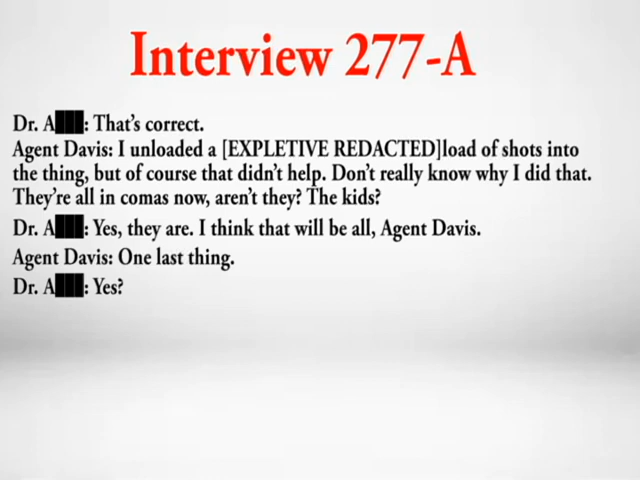 Interview 277-A
Dr. A███: That's correct.
Agent Davis: I unloaded a [EXPLETIVE REDACTED]load of shots into
the thing, but of course that didn't help. Don't really know why I did that.
They're all in comas now, aren't they? The kids?
Dr. A███: Yes, they are. I think that will be all, Agent Davis.
Agent Davis: One last thing.
Dr. A███: Yes?